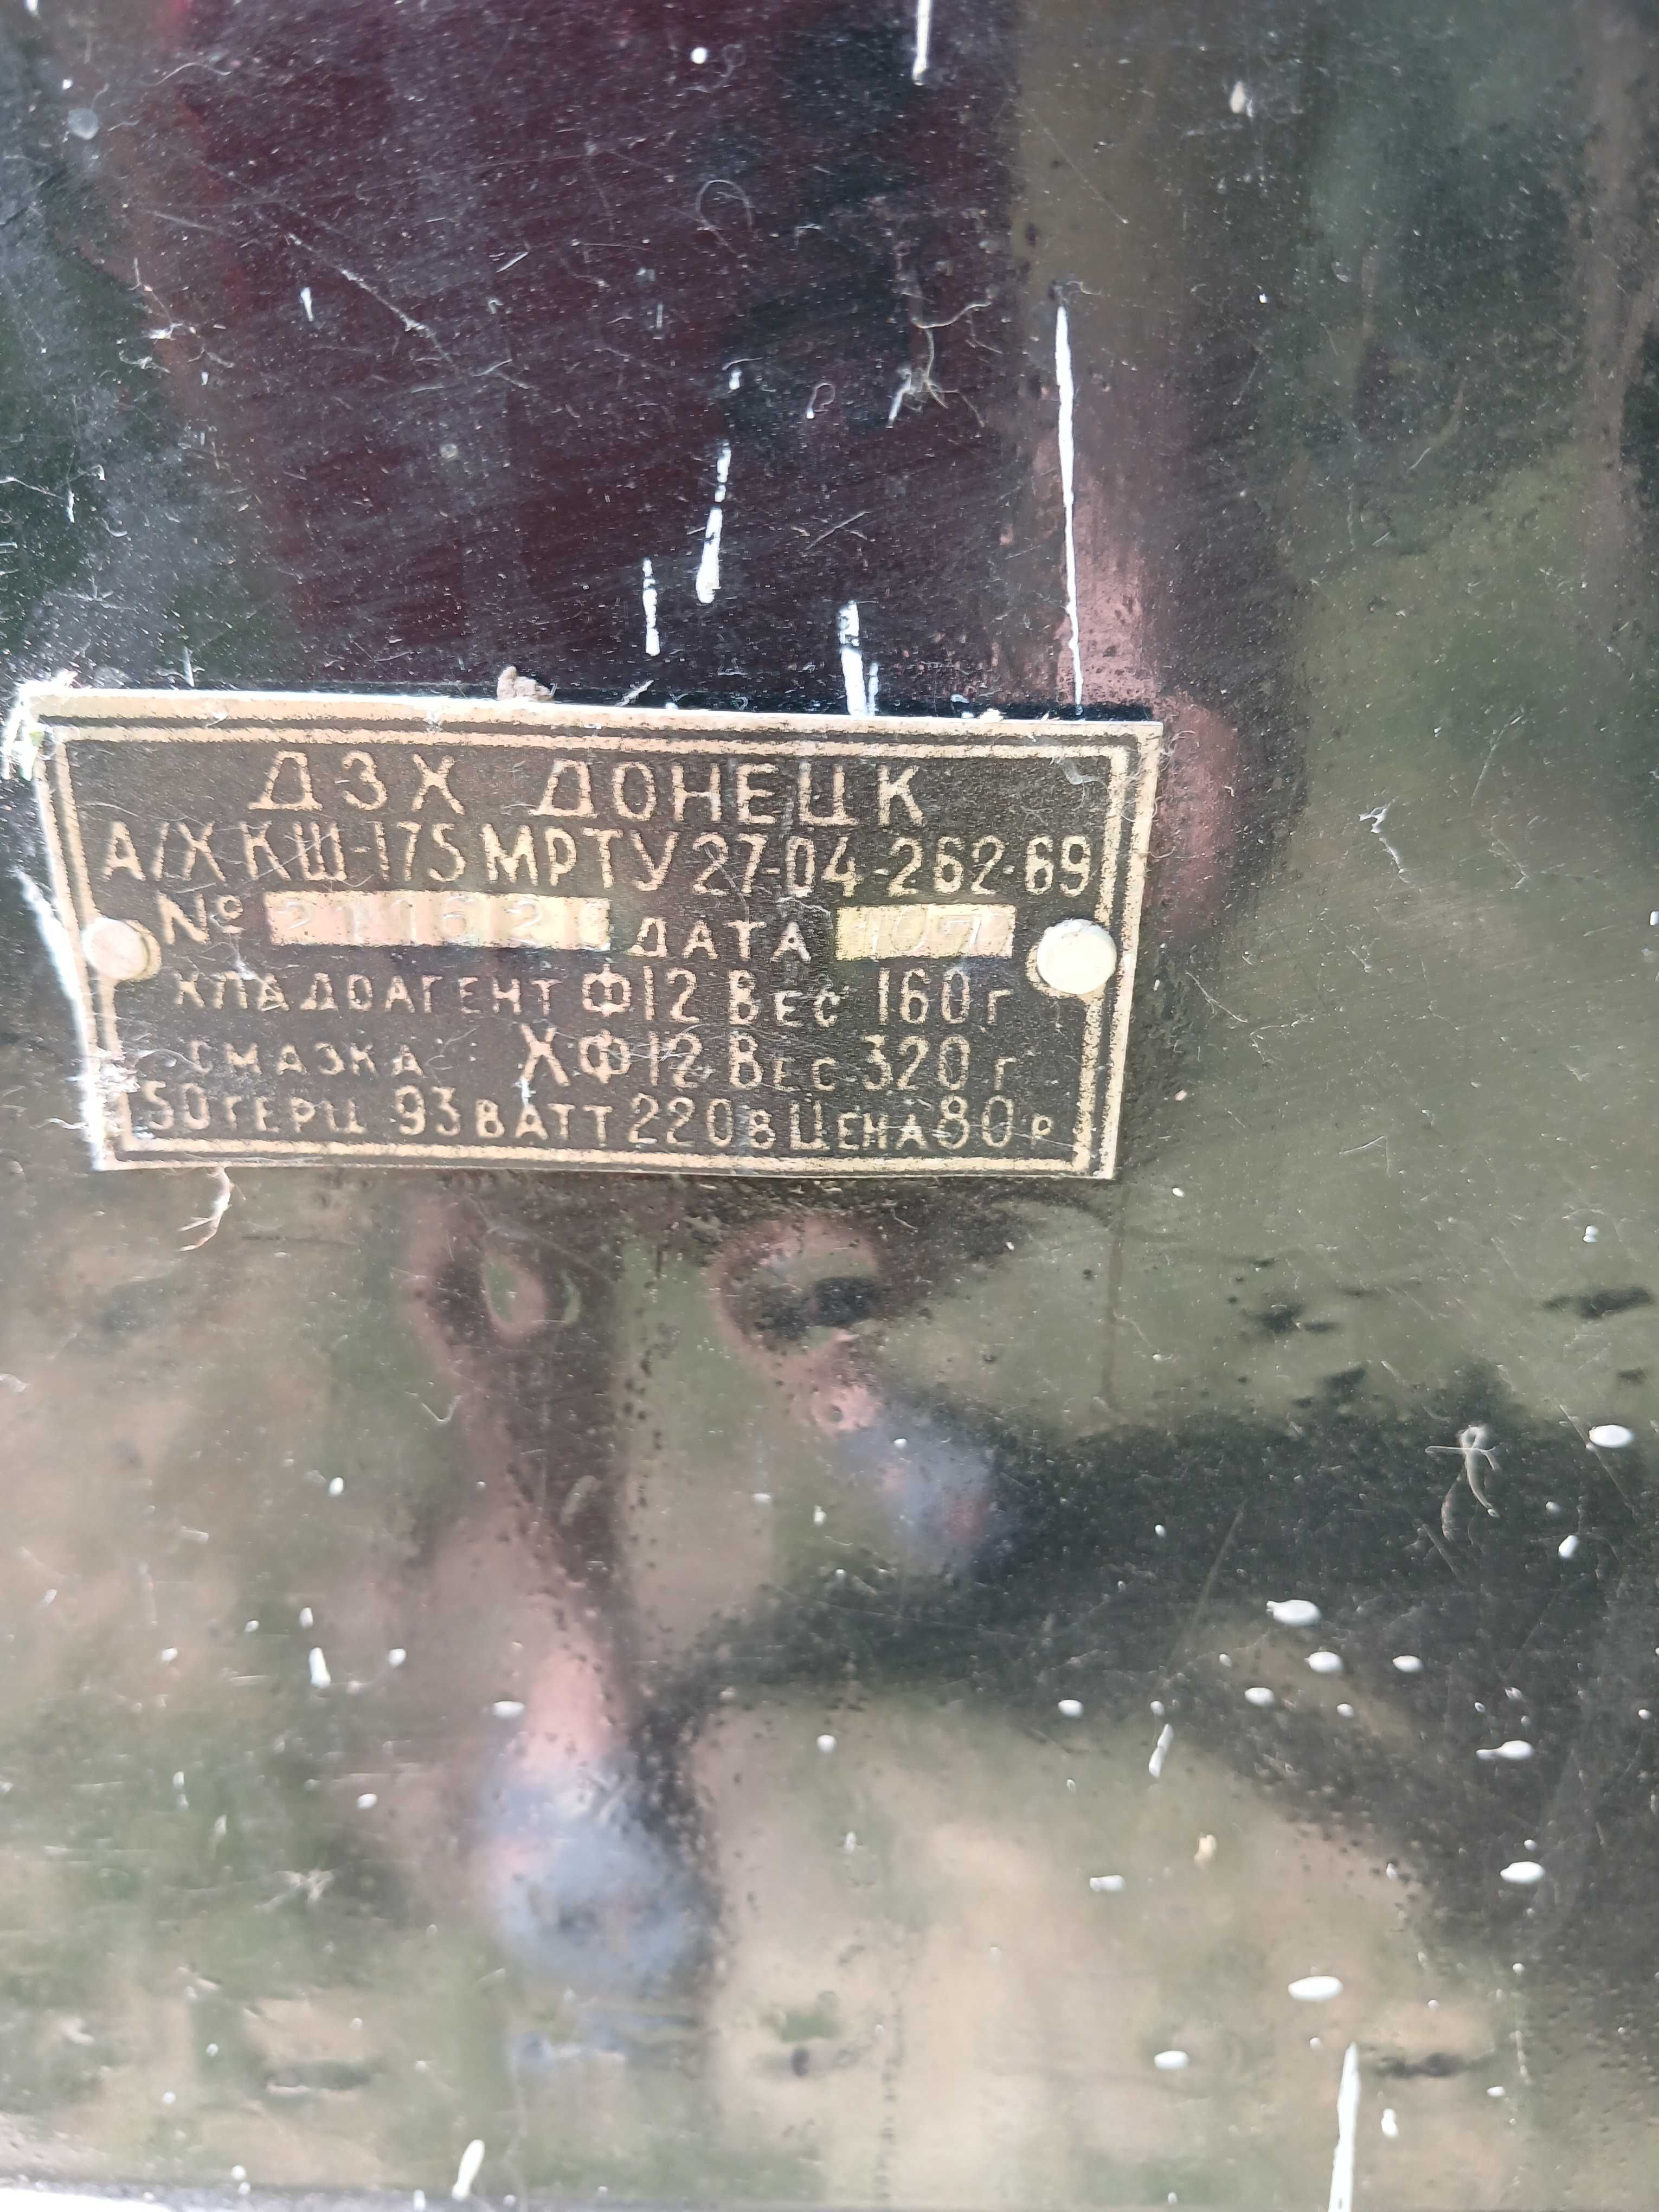 ДЗХ ДОНЕЦК
А/Х КШ-175 МРТУ 27-04-262-69
№ ДАТА
ХЛАДОАГЕНТ Ф12 ВЕС 160 г
СМАЗКА ХФ12 ВЕС 320 г
50 ГЕРЦ 93 ВАТТ 220 В ЦЕНА 80 Р